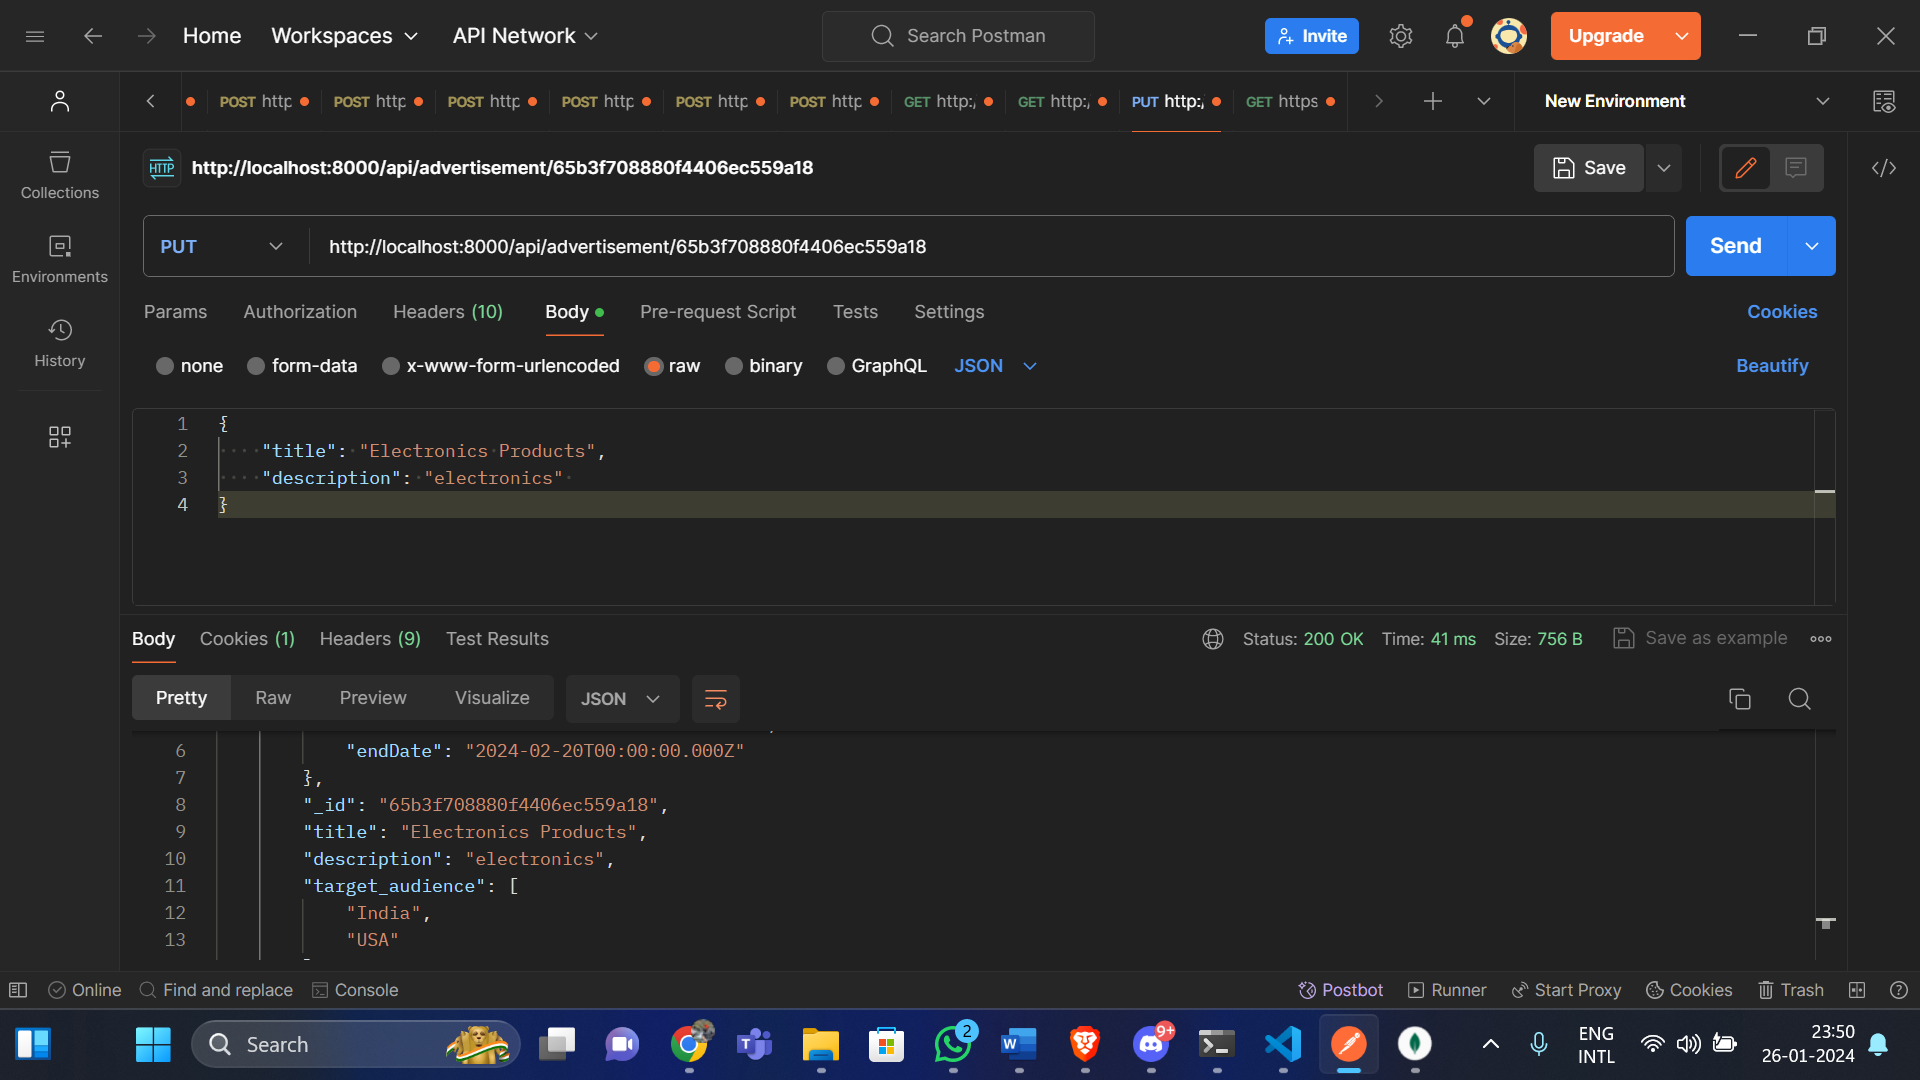 Home Workspaces API Network Search Postman Invite Upgrade
POST http POST http POST http POST http POST http POST http GET http:/ GET http:/ PUT http:/ GET https New Environment
HTTP http://localhost:8000/api/advertisement/65b3f708880f4406ec559a18 Save
Collections
PUT http://localhost:8000/api/advertisement/65b3f708880f4406ec559a18 Send
Environments
Params Authorization Headers (10) Body Pre-request Script Tests Settings Cookies
History
none form-data x-www-form-urlencoded raw binary GraphQL JSON Beautify
1 {
2 "title": "Electronics Products",
3 "description": "electronics"
4 }
Body Cookies (1) Headers (9) Test Results Status: 200 OK Time: 41 ms Size: 756 B Save as example
Pretty Raw Preview Visualize JSON
6 "endDate": "2024-02-20T00:00:00.000Z"
7 },
8 "_id": "65b3f708880f4406ec559a18",
9 "title": "Electronics Products",
10 "description": "electronics",
11 "target_audience": [
12 "India",
13 "USA"
Online Find and replace Console Postbot Runner Start Proxy Cookies Trash
Search 2 9+ ENG 23:50
INTL 26-01-2024